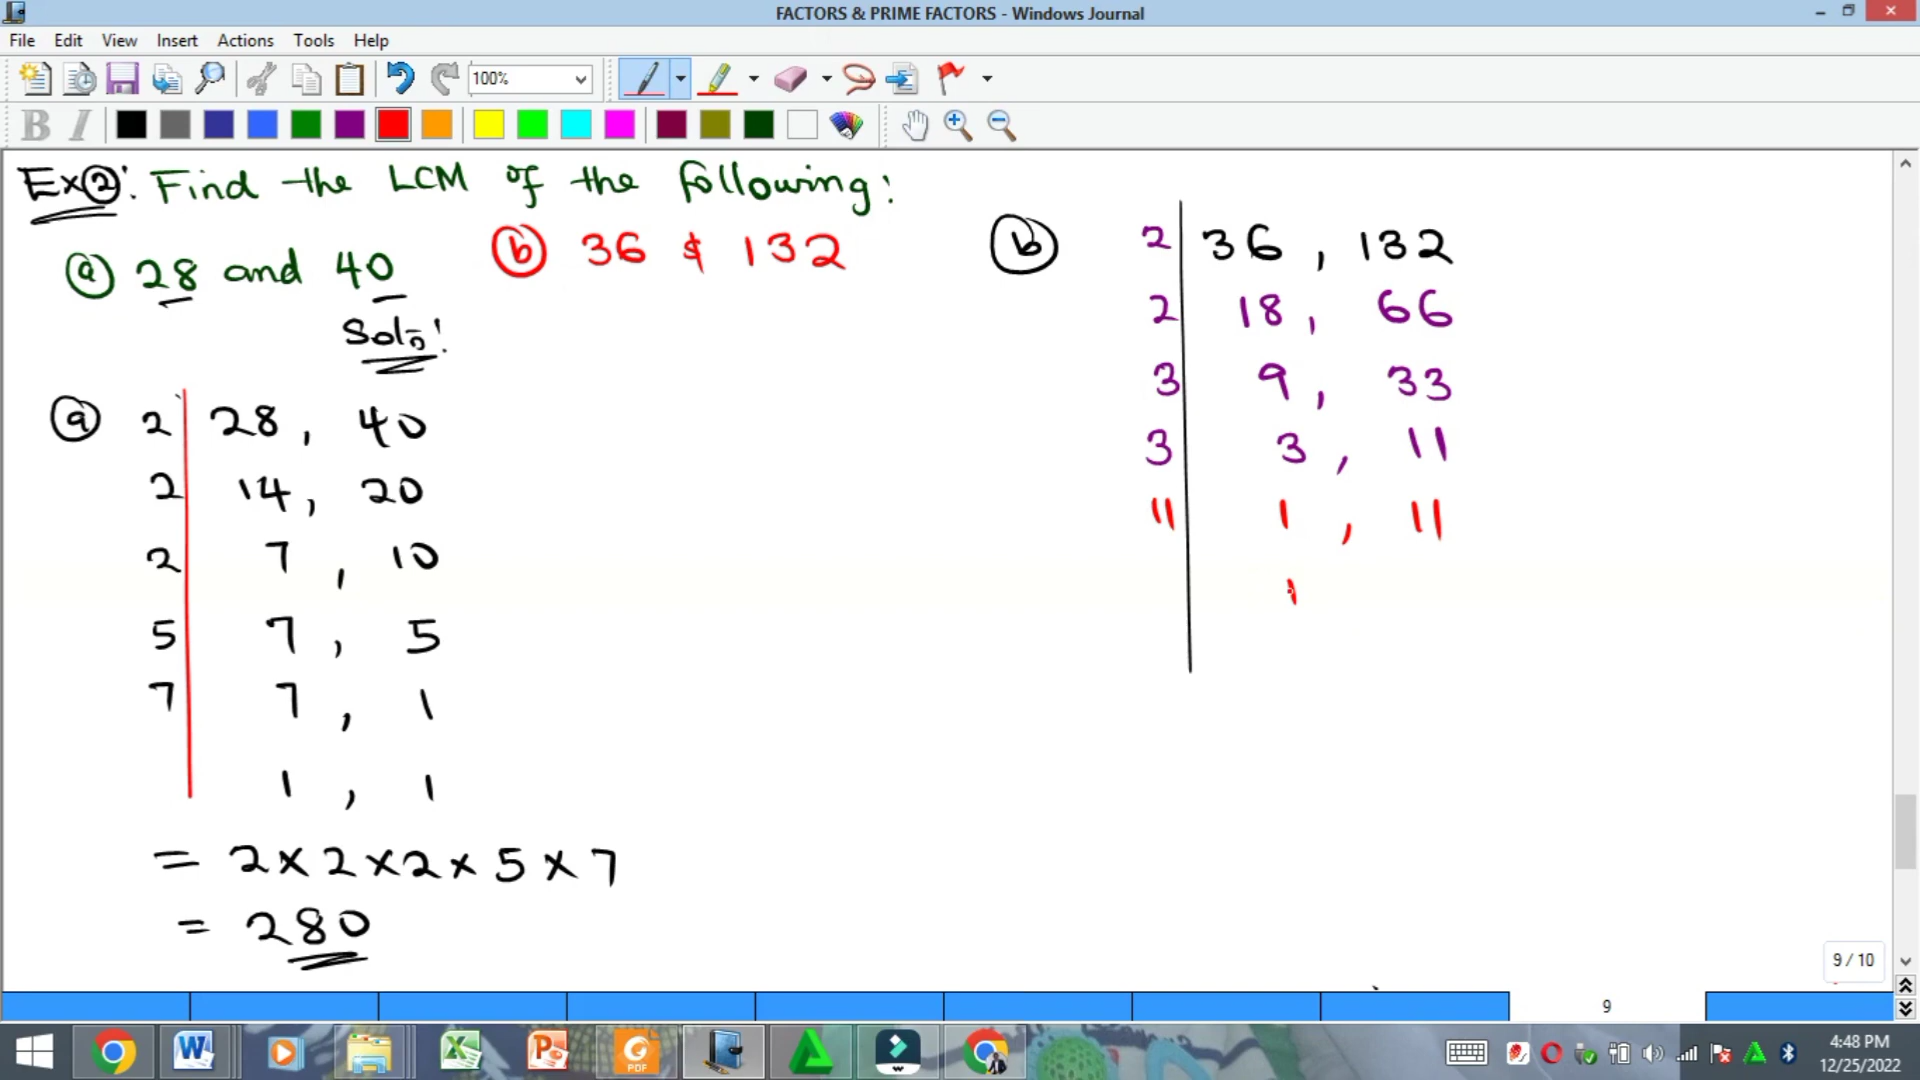 FACTORS & PRIME FACTORS - Windows Journal
File Edit View Insert Actions Tools Help
100%
B I
Ex②: Find the LCM of the following:
ⓐ 28 and 40 ⓑ 36 & 132
Soln!
ⓐ 2 | 28, 40
2 | 14, 20
2 | 7, 10
5 | 7, 5
7 | 7, 1
1, 1
= 2×2×2×5×7
= 280
ⓑ 2 | 36, 132
2 | 18, 66
3 | 9, 33
3 | 3, 11
11 | 1, 11
1
9 / 10
9
PDF
4:48 PM
12/25/2022